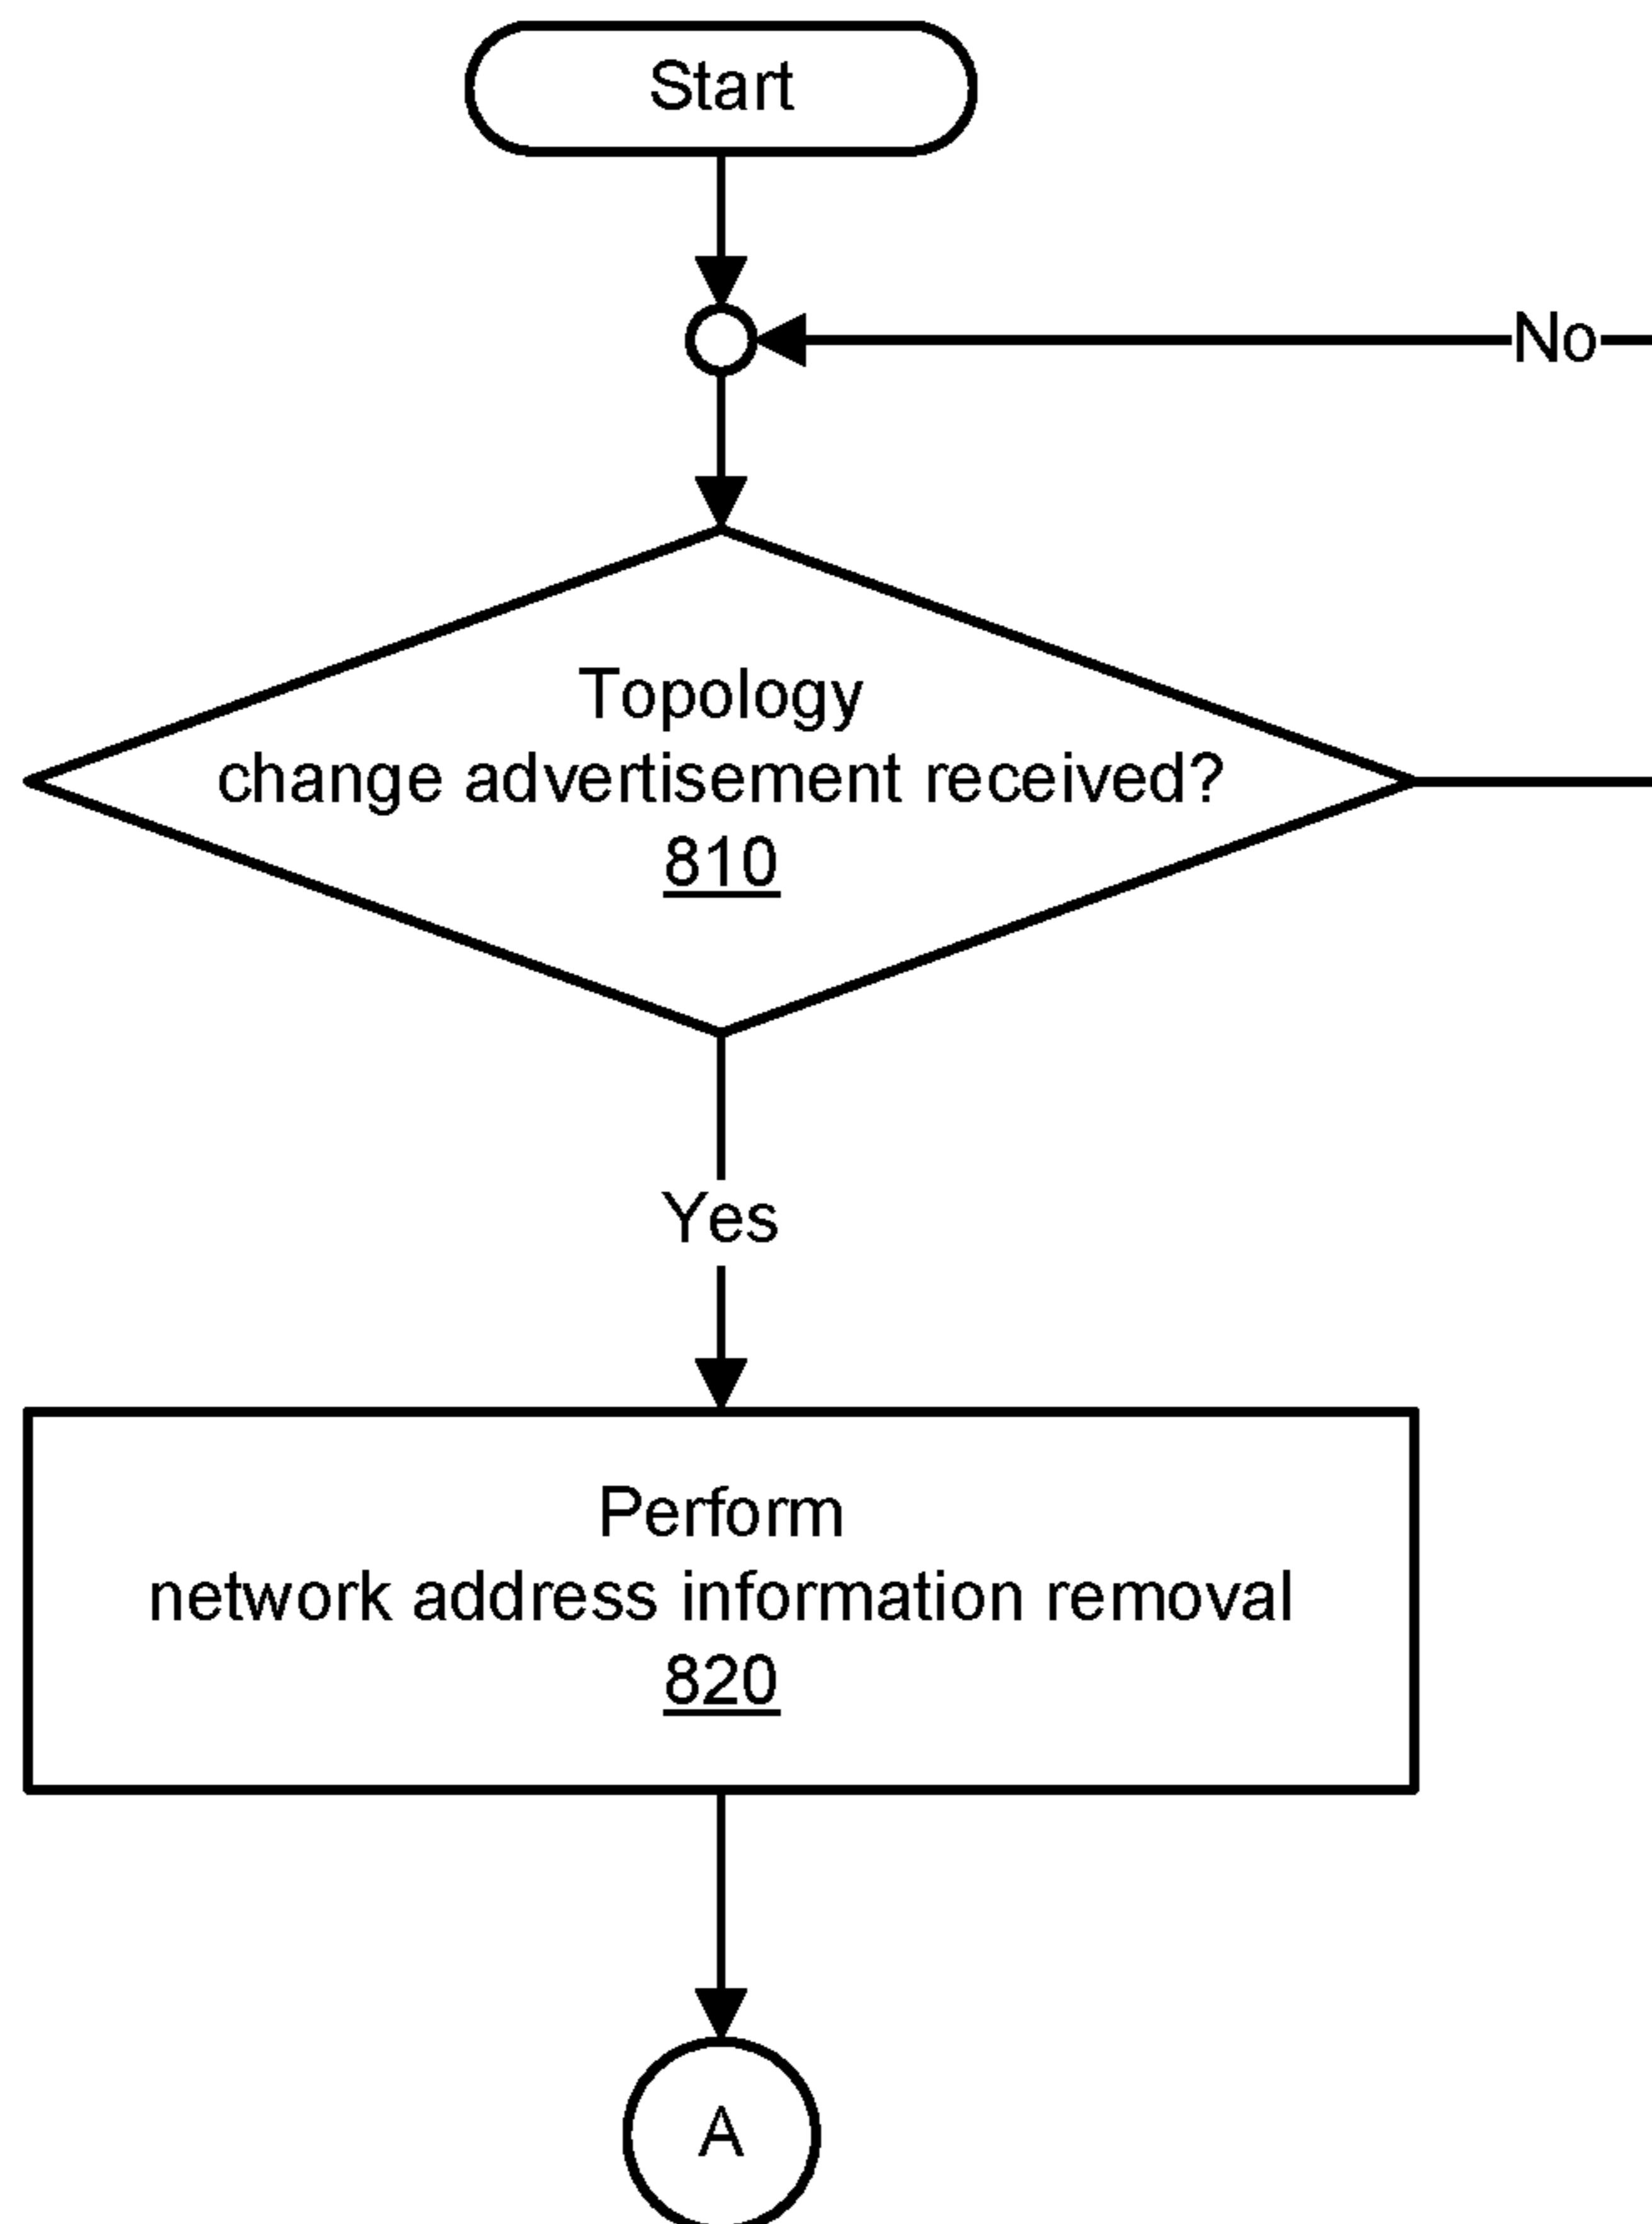 Start
No
Topology
change advertisement received?
810
Yes
Perform
network address information removal
820
A